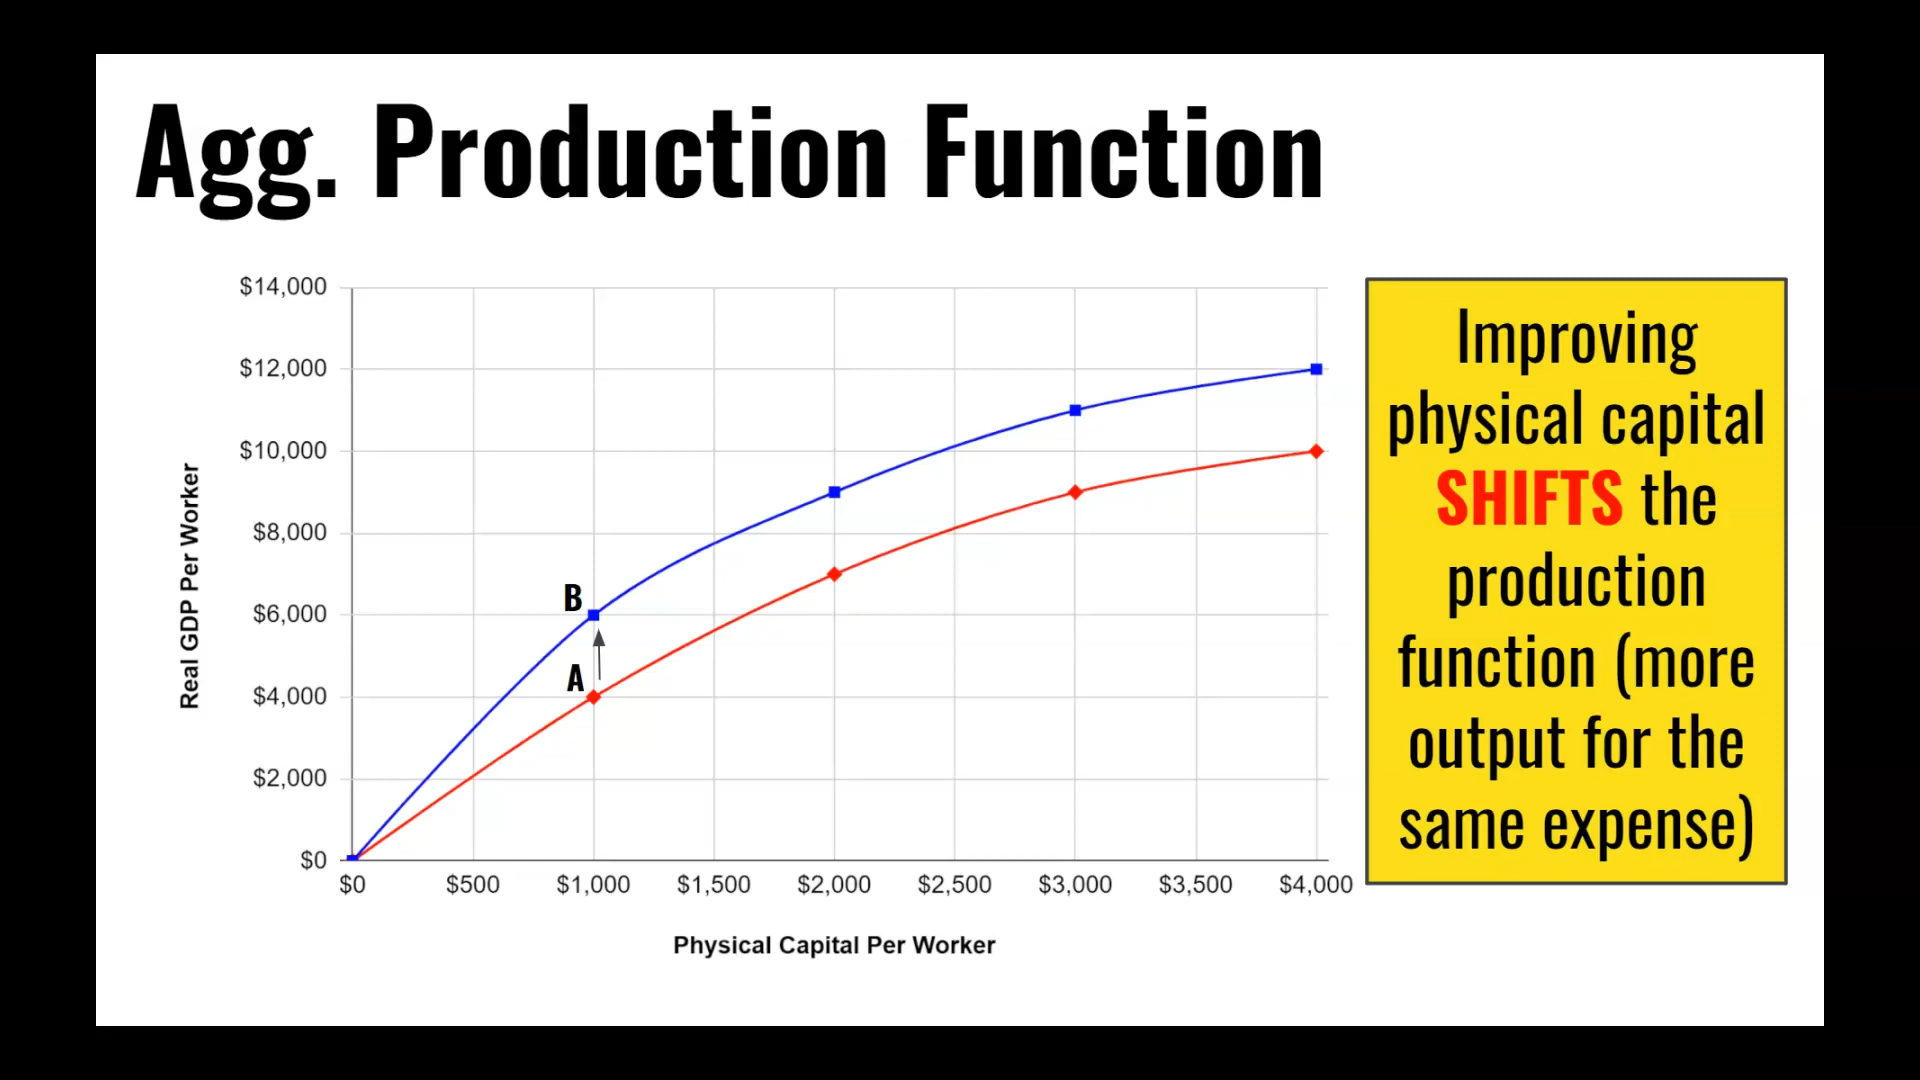 Agg. Production Function
$14,000
$12,000
$10,000
$8,000
$6,000
$4,000
$2,000
$0
Real GDP Per Worker
B
A
$0 $500 $1,000 $1,500 $2,000 $2,500 $3,000 $3,500 $4,000
Physical Capital Per Worker
Improving
physical capital
SHIFTS the
production
function (more
output for the
same expense)